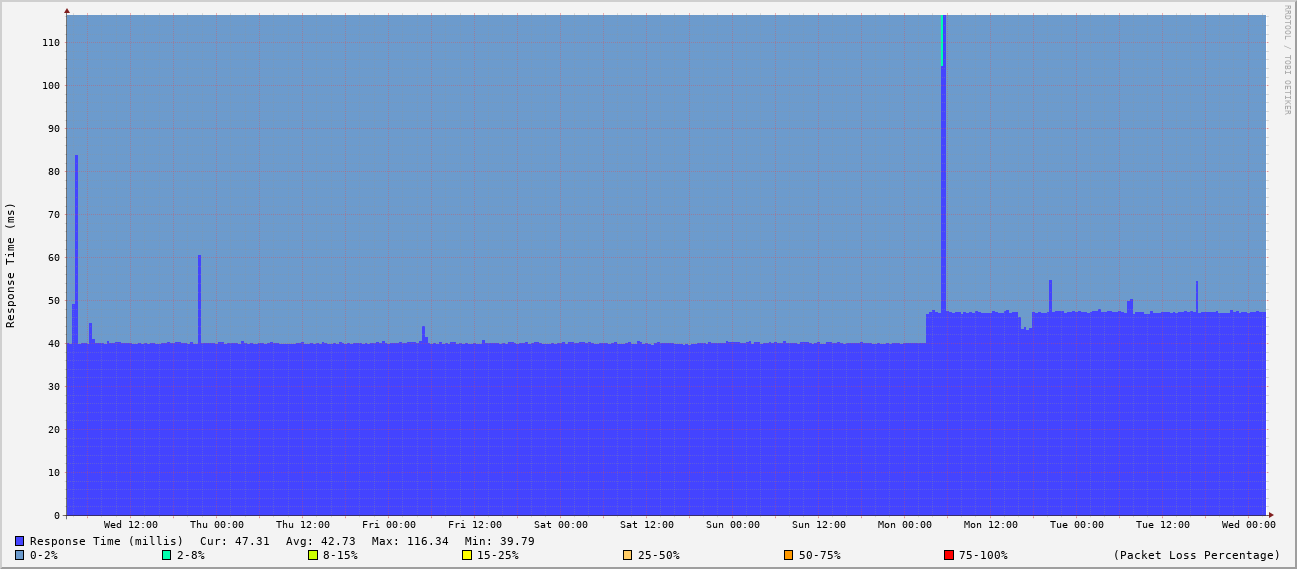 RRDTOOL / TOBI OETIKER
Response Time (ms)
110
100
90
80
70
60
50
40
30
20
10
0
Wed 12:00 Thu 00:00 Thu 12:00 Fri 00:00 Fri 12:00 Sat 00:00 Sat 12:00 Sun 00:00 Sun 12:00 Mon 00:00 Mon 12:00 Tue 00:00 Tue 12:00 Wed 00:00
Response Time (millis) Cur: 47.31 Avg: 42.73 Max: 116.34 Min: 39.79
0-2% 2-8% 8-15% 15-25% 25-50% 50-75% 75-100% (Packet Loss Percentage)